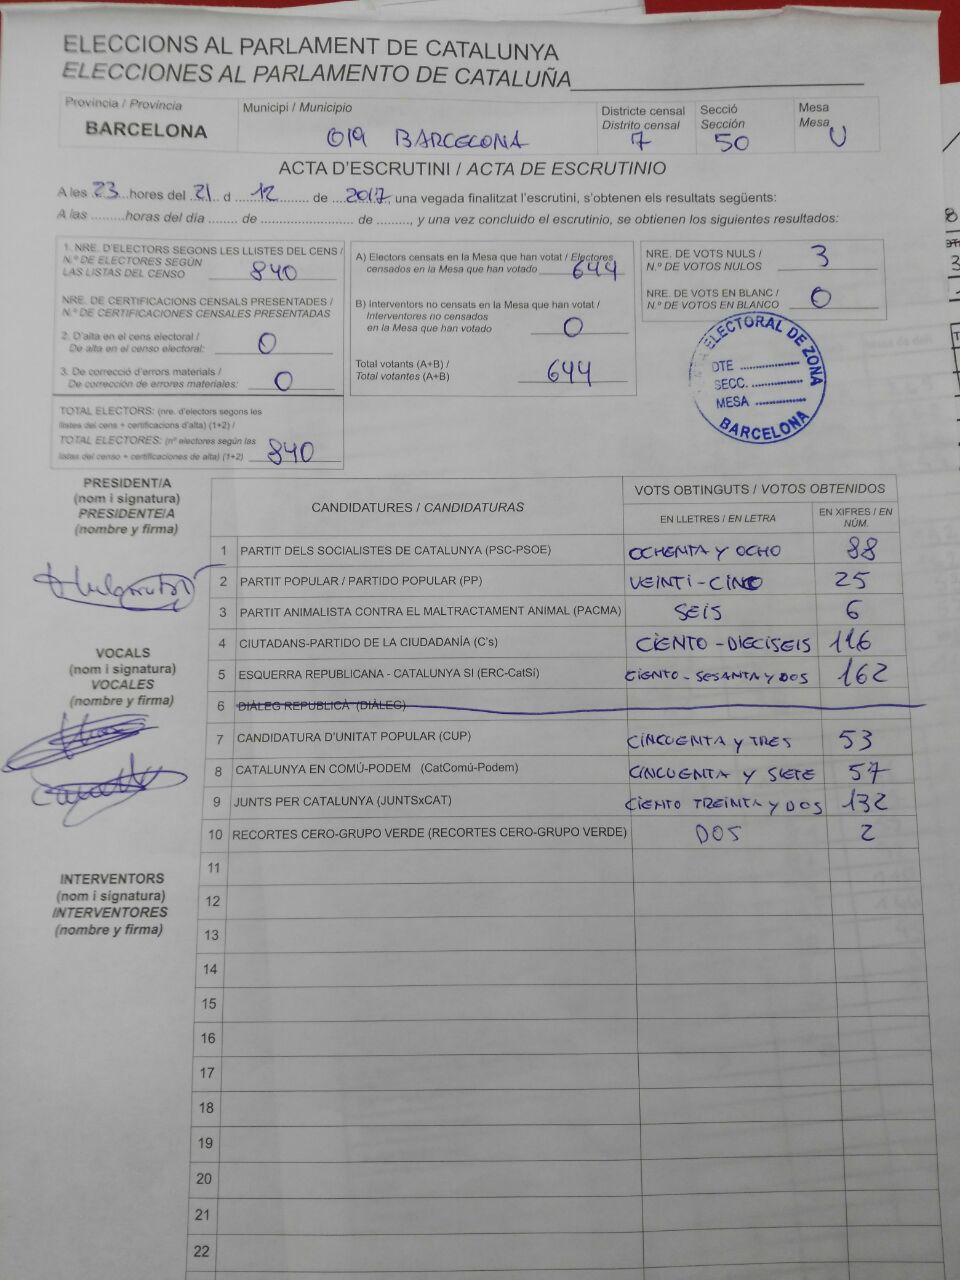 ELECCIONS AL PARLAMENT DE CATALUNYA
ELECCIONES AL PARLAMENTO DE CATALUÑA
Provincia / Provincia
BARCELONA
Municipi / Municipio
019 BARCELONA
Districte censal
Distrito censal
7
Secció
Sección
50
Mesa
Mesa
U
ACTA D'ESCRUTINI / ACTA DE ESCRUTINIO
A les 23 hores del 21 d 12 de 2017, una vegada finalitzat l'escrutini, s'obtenen els resultats següents:
A las ......... horas del día ....... de ....................... de ........, y una vez concluido el escrutinio, se obtienen los siguientes resultados:
1. NRE. D'ELECTORS SEGONS LES LLISTES DEL CENS /
N.º DE ELECTORES SEGÚN
LAS LISTAS DEL CENSO 840
NRE. DE CERTIFICACIONS CENSALS PRESENTADES /
N.º DE CERTIFICACIONES CENSALES PRESENTADAS
2. D'alta en el cens electoral /
De alta en el censo electoral: 0
3. De correcció d'errors materials /
De corrección de errores materiales: 0
TOTAL ELECTORS: (nre. d'electors segons les
llistes del cens + certificacions d'alta) (1+2) /
TOTAL ELECTORES: (nº electores según las
listas del censo + certificaciones de alta) (1+2) 840
A) Electors censats en la Mesa que han votat / Electores
censados en la Mesa que han votado 644
B) Interventors no censats en la Mesa que han votat /
Interventores no censados
en la Mesa que han votado 0
Total votants (A+B) /
Total votantes (A+B) 644
NRE. DE VOTS NULS /
N.º DE VOTOS NULOS 3
NRE. DE VOTS EN BLANC /
N.º DE VOTOS EN BLANCO 0
ELECTORAL DE ZONA
DTE
SECC.
MESA
BARCELONA
PRESIDENT/A
(nom i signatura)
PRESIDENTE/A
(nombre y firma)
VOCALS
(nom i signatura)
VOCALES
(nombre y firma)
INTERVENTORS
(nom i signatura)
INTERVENTORES
(nombre y firma)
CANDIDATURES / CANDIDATURAS
VOTS OBTINGUTS / VOTOS OBTENIDOS
EN LLETRES / EN LETRA
EN XIFRES / EN NÚM.
1 PARTIT DELS SOCIALISTES DE CATALUNYA (PSC-PSOE) OCHENTA Y OCHO 88
2 PARTIT POPULAR / PARTIDO POPULAR (PP) VEINTI-CINCO 25
3 PARTIT ANIMALISTA CONTRA EL MALTRACTAMENT ANIMAL (PACMA) SEIS 6
4 CIUTADANS-PARTIDO DE LA CIUDADANÍA (C's) CIENTO-DIECISEIS 116
5 ESQUERRA REPUBLICANA - CATALUNYA SI (ERC-CatSí) CIENTO-SESANTA Y DOS 162
6 DIÀLEG REPUBLICÀ (DIÀLEG)
7 CANDIDATURA D'UNITAT POPULAR (CUP) CINCUENTA Y TRES 53
8 CATALUNYA EN COMÚ-PODEM (CatComú-Podem) CINCUENTA Y SIETE 57
9 JUNTS PER CATALUNYA (JUNTSxCAT) CIENTO TREINTA Y DOS 132
10 RECORTES CERO-GRUPO VERDE (RECORTES CERO-GRUPO VERDE) DOS 2
11
12
13
14
15
16
17
18
19
20
21
22